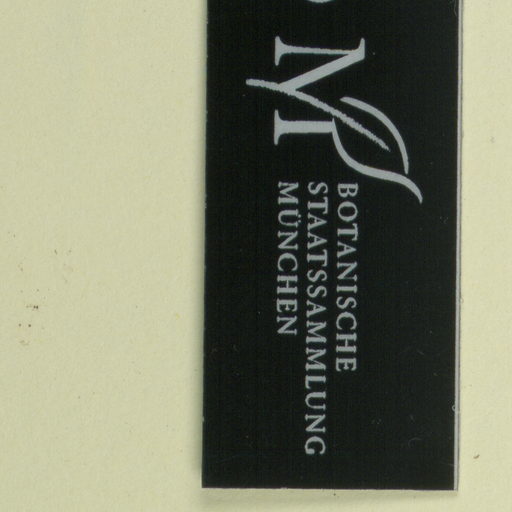 M
BOTANISCHE
STAATSSAMMLUNG
MÜNCHEN